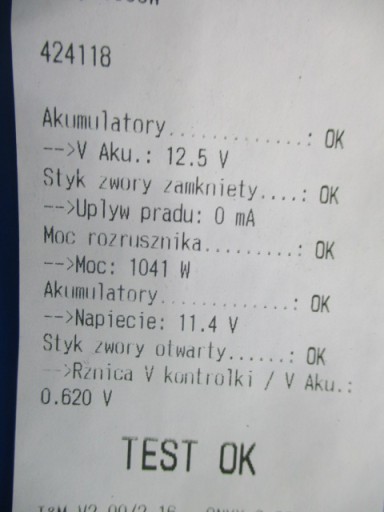 424118
Akumulatory.............: OK
-->V Aku.: 12.5 V
Styk zwory zamkniety....: OK
-->Uplyw pradu: 0 mA
Moc rozrusznika.........: OK
-->Moc: 1041 W
Akumulatory.............: OK
-->Napiecie: 11.4 V
Styk zwory otwarty......: OK
-->Rznica V kontrolki / V Aku.:
0.620 V
TEST OK